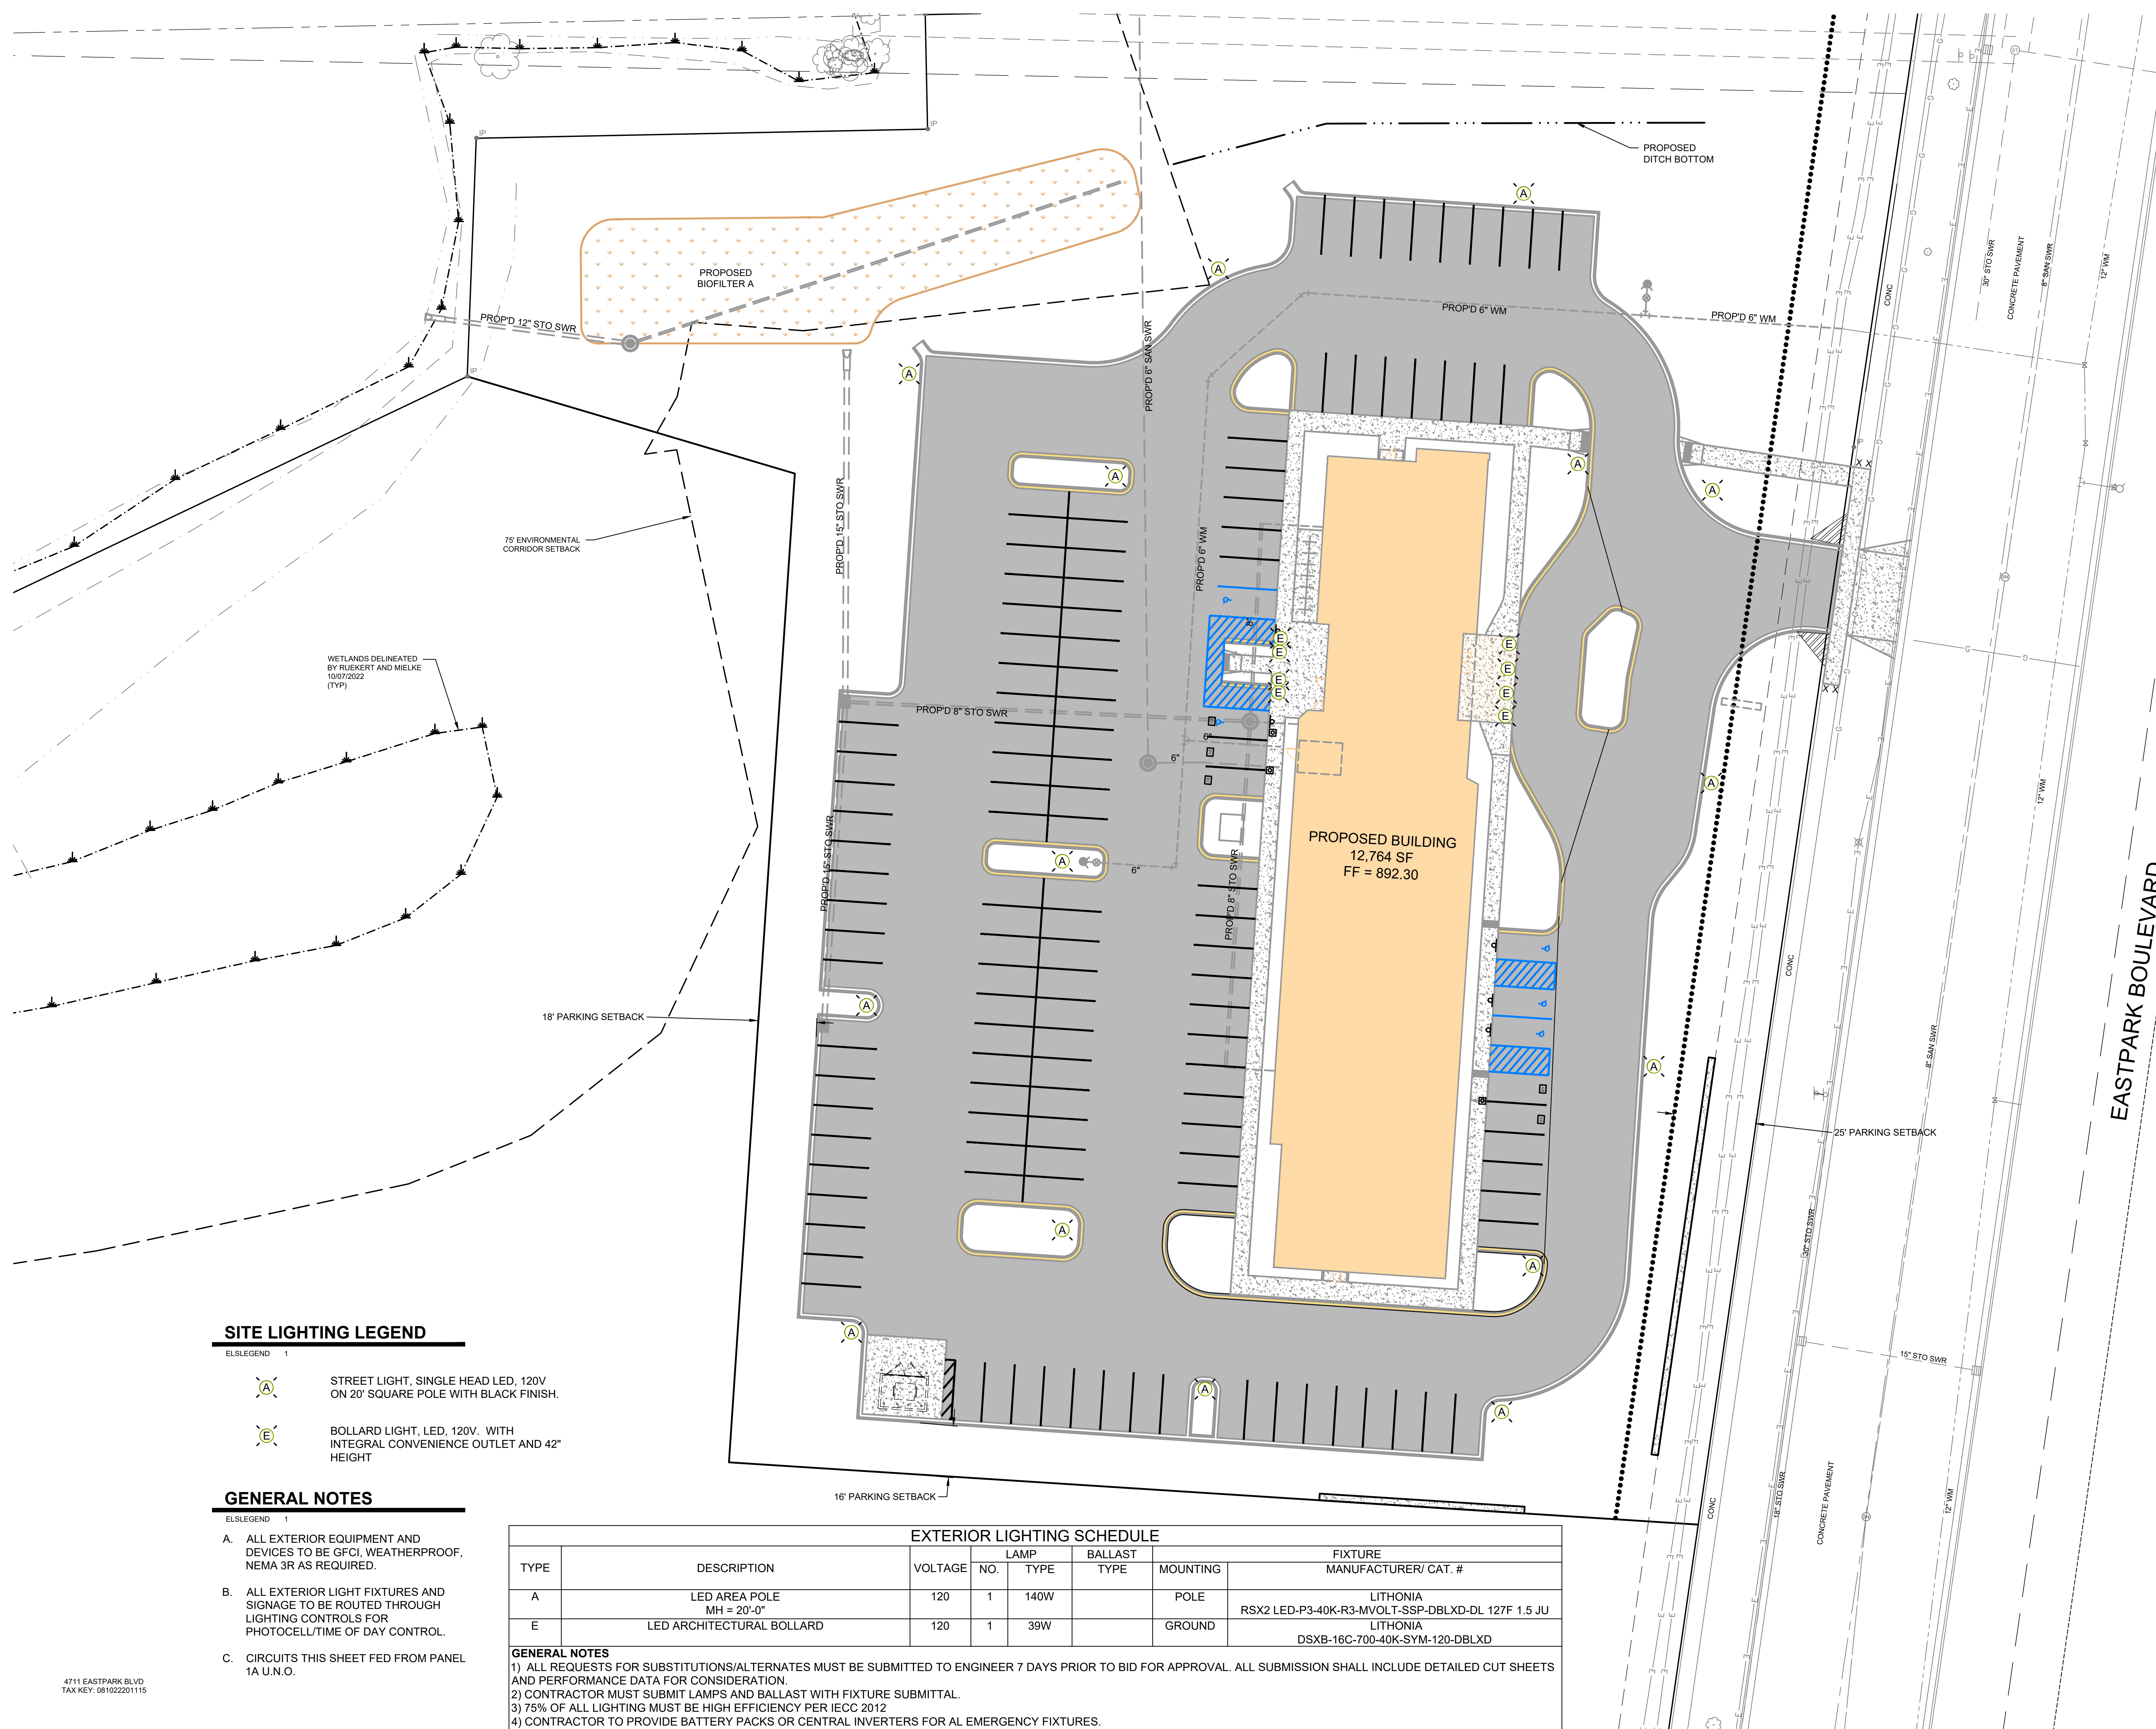 IP
IP
IP
IP
PROPOSED
DITCH BOTTOM
PROPOSED
BIOFILTER A
PROP'D 12" STO SWR
PROP'D 6" SAN SWR
PROP'D 6" WM
PROP'D 6" WM
PROP'D 6" WM
PROP'D 15" STO SWR
PROP'D 15" STO SWR
PROP'D 8" STO SWR
PROP'D 8" STO SWR
8"
6"
6"
6"
75' ENVIRONMENTAL
CORRIDOR SETBACK
WETLANDS DELINEATED
BY RUEKERT AND MIELKE
10/07/2022
(TYP)
18' PARKING SETBACK
16' PARKING SETBACK
25' PARKING SETBACK
PROPOSED BUILDING
12,764 SF
FF = 892.30
CONC
CONC
CONC
30" STO SWR
CONCRETE PAVEMENT
8" SAN SWR
12" WM
12" WM
8" SAN SWR
30" STO SWR
15" STO SWR
18" STO SWR
CONCRETE PAVEMENT
12" WM
X X
X X
EASTPARK BOULEVARD
SITE LIGHTING LEGEND
ELSLEGEND 1
A STREET LIGHT, SINGLE HEAD LED, 120V
ON 20' SQUARE POLE WITH BLACK FINISH.
E BOLLARD LIGHT, LED, 120V. WITH
INTEGRAL CONVENIENCE OUTLET AND 42"
HEIGHT
GENERAL NOTES
ELSLEGEND 1
A. ALL EXTERIOR EQUIPMENT AND
DEVICES TO BE GFCI, WEATHERPROOF,
NEMA 3R AS REQUIRED.
B. ALL EXTERIOR LIGHT FIXTURES AND
SIGNAGE TO BE ROUTED THROUGH
LIGHTING CONTROLS FOR
PHOTOCELL/TIME OF DAY CONTROL.
C. CIRCUITS THIS SHEET FED FROM PANEL
1A U.N.O.
4711 EASTPARK BLVD
TAX KEY: 081022201115
EXTERIOR LIGHTING SCHEDULE
TYPE DESCRIPTION VOLTAGE LAMP BALLAST FIXTURE
NO. TYPE TYPE MOUNTING MANUFACTURER/ CAT. #
A LED AREA POLE 120 1 140W POLE LITHONIA
MH = 20'-0" RSX2 LED-P3-40K-R3-MVOLT-SSP-DBLXD-DL 127F 1.5 JU
E LED ARCHITECTURAL BOLLARD 120 1 39W GROUND LITHONIA
DSXB-16C-700-40K-SYM-120-DBLXD
GENERAL NOTES
1) ALL REQUESTS FOR SUBSTITUTIONS/ALTERNATES MUST BE SUBMITTED TO ENGINEER 7 DAYS PRIOR TO BID FOR APPROVAL. ALL SUBMISSION SHALL INCLUDE DETAILED CUT SHEETS
AND PERFORMANCE DATA FOR CONSIDERATION.
2) CONTRACTOR MUST SUBMIT LAMPS AND BALLAST WITH FIXTURE SUBMITTAL.
3) 75% OF ALL LIGHTING MUST BE HIGH EFFICIENCY PER IECC 2012
4) CONTRACTOR TO PROVIDE BATTERY PACKS OR CENTRAL INVERTERS FOR AL EMERGENCY FIXTURES.